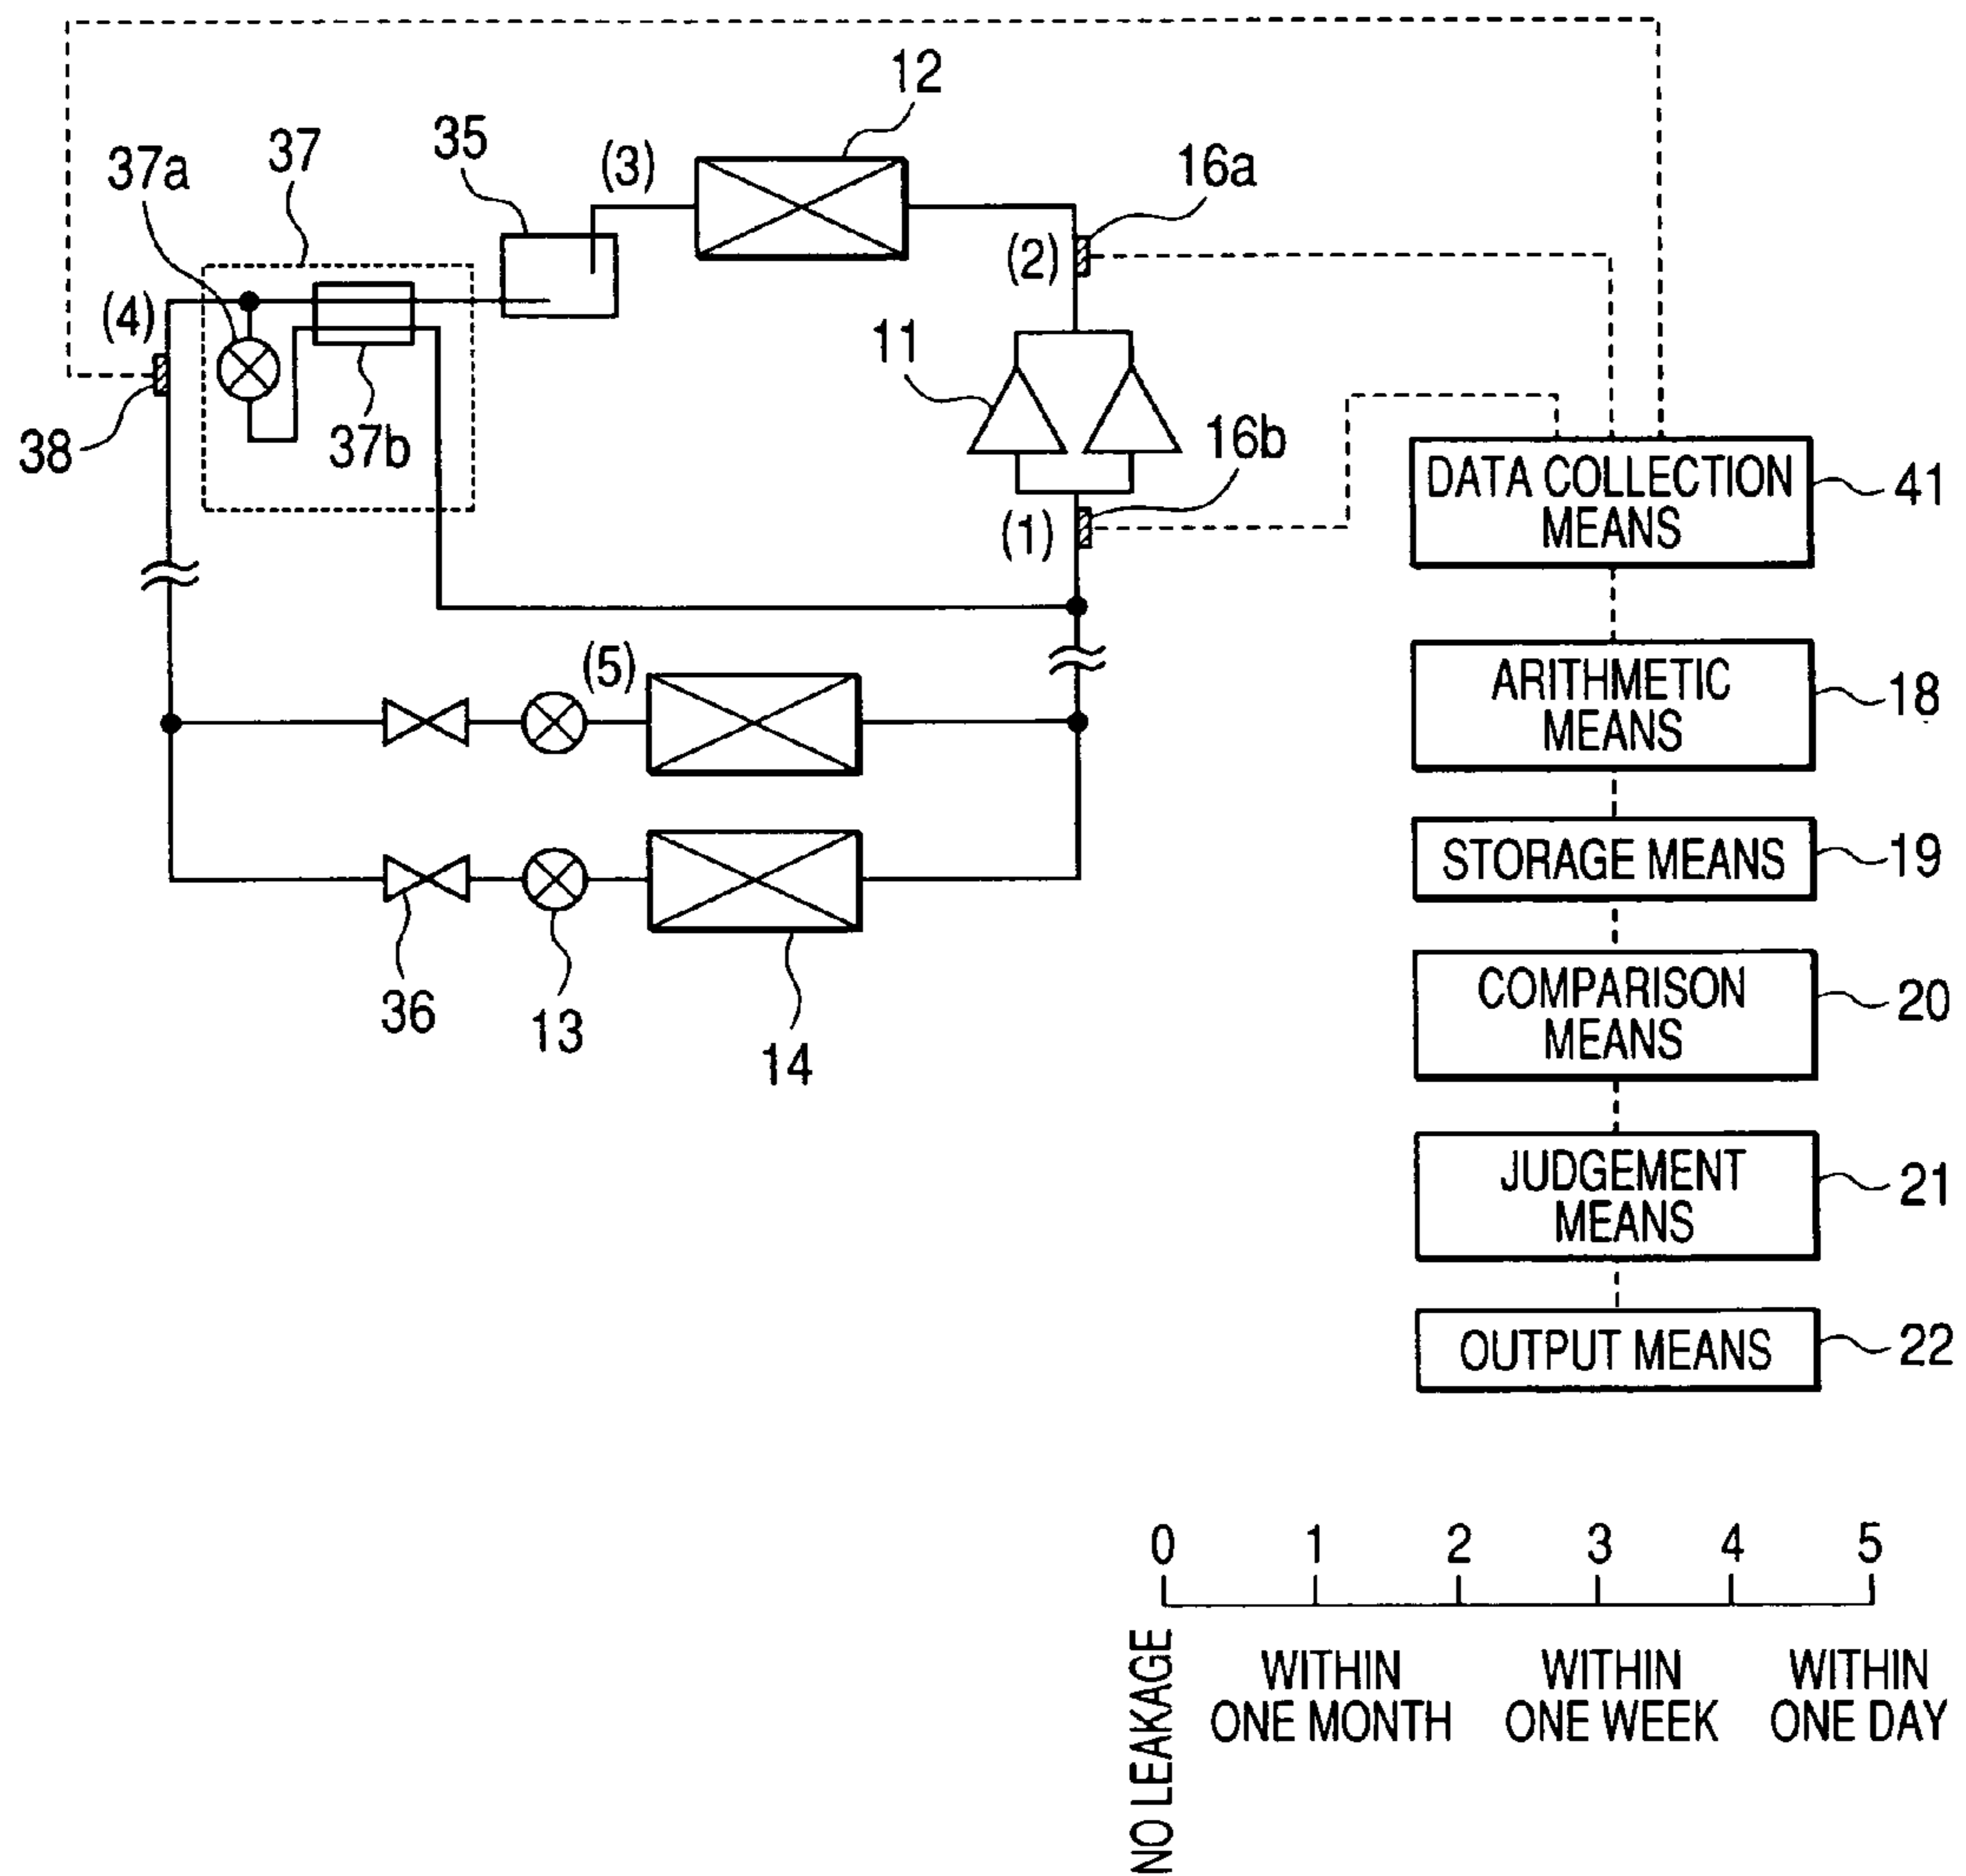 12
35
37
(3)
37a
16a
(2)
(4)
11
37b
16b
38
DATA COLLECTION
MEANS
41
(1)
(5)
ARITHMETIC
MEANS
18
STORAGE MEANS
19
36
13
14
COMPARISON
MEANS
20
JUDGEMENT
MEANS
21
OUTPUT MEANS
22
0 1 2 3 4 5
NO LEAKAGE
WITHIN
ONE MONTH
WITHIN
ONE WEEK
WITHIN
ONE DAY